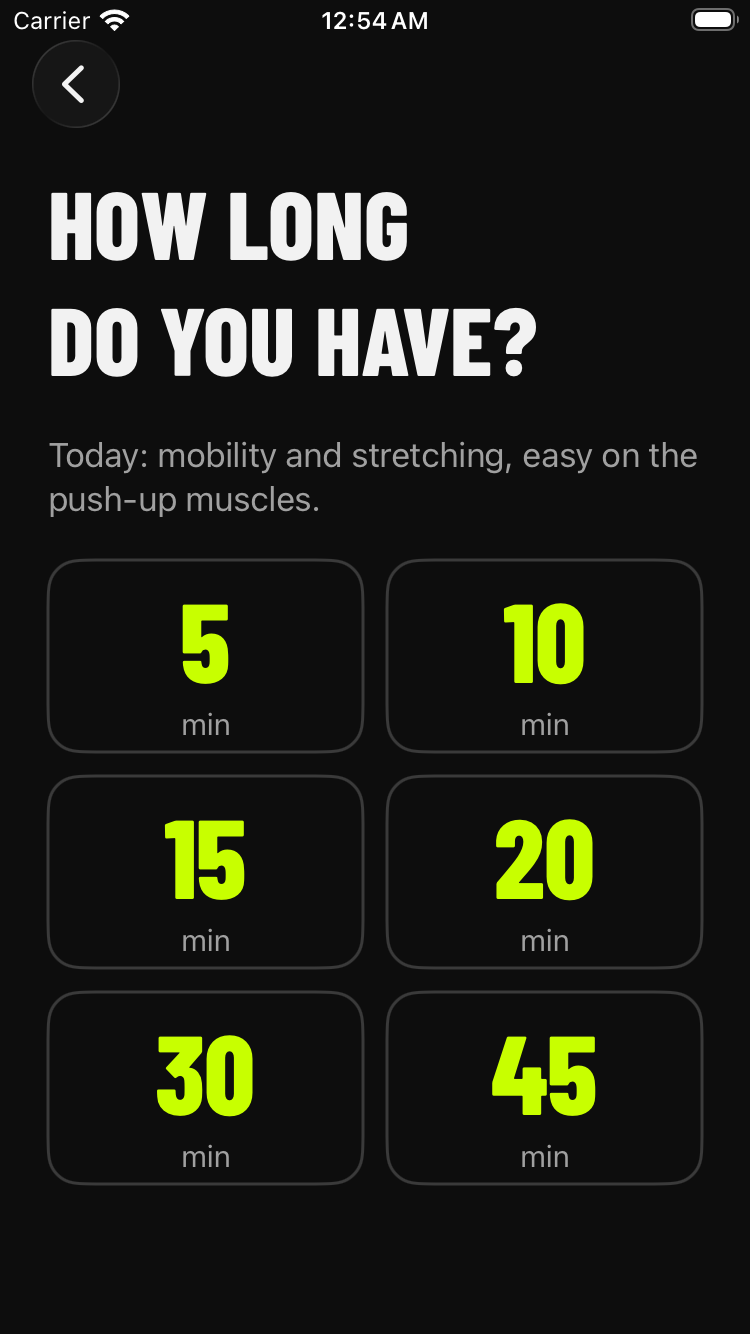 Carrier 12:54 AM
HOW LONG
DO YOU HAVE?
Today: mobility and stretching, easy on the
push-up muscles.
5 10
min min
15 20
min min
30 45
min min